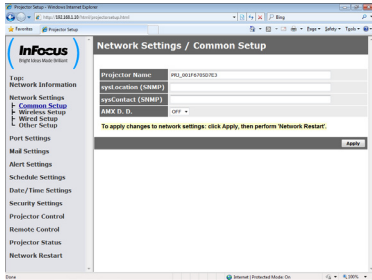 Projector Setup - Windows Internet Explorer
http://192.168.1.10/html/projectorsetup.html
Bing
Favorites
Projector Setup
Page
Safety
Tools
InFocus
Bright Ideas Made Brilliant
Network Settings / Common Setup
Top:
Network Information
Network Settings
Common Setup
Wireless Setup
Wired Setup
Other Setup
Port Settings
Mail Settings
Alert Settings
Schedule Settings
Date/Time Settings
Security Settings
Projector Control
Remote Control
Projector Status
Network Restart
Projector Name
sysLocation (SNMP)
sysContact (SNMP)
AMX D. D.
OFF
To apply changes to network settings: click Apply, then perform 'Network Restart'.
Apply
Done
Internet | Protected Mode: On
100%